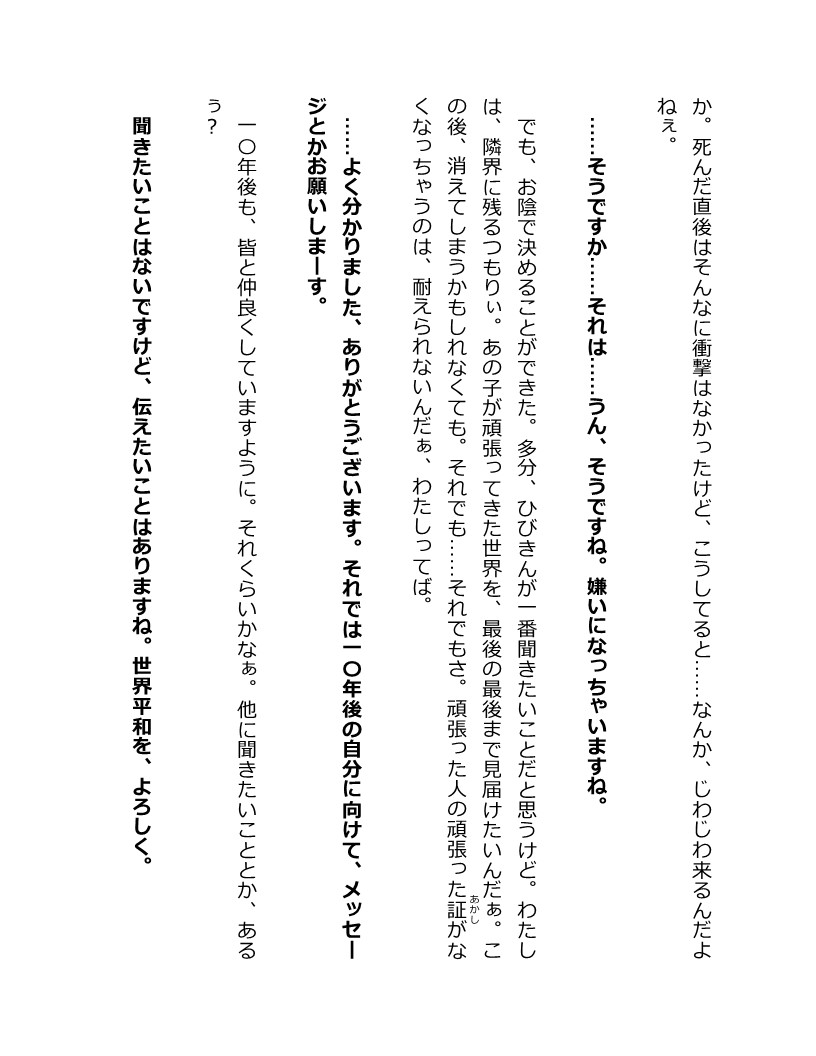 か。死んだ直後はそんなに衝撃はなかったけど、こうしてると……なんか、じわじわ来るんだよ
ねぇ。
……そうですか……それは……うん、そうですね。嫌いになっちゃいますね。
でも、お陰で決めることができた。多分、ひびきんが一番聞きたいことだと思うけど。わたし
は、隣界に残るつもりぃ。あの子が頑張ってきた世界を、最後の最後まで見届けたいんだぁ。こ
の後、消えてしまうかもしれなくても。それでも……それでもさ。頑張った人の頑張った証がな
あかし
くなっちゃうのは、耐えられないんだぁ、わたしってば。
……よく分かりました、ありがとうございます。それでは一〇年後の自分に向けて、メッセー
ジとかお願いしまーす。
一〇年後も、皆と仲良くしていますように。それくらいかなぁ。他に聞きたいこととか、ある
ぅ？
聞きたいことはないですけど、伝えたいことはありますね。世界平和を、よろしく。